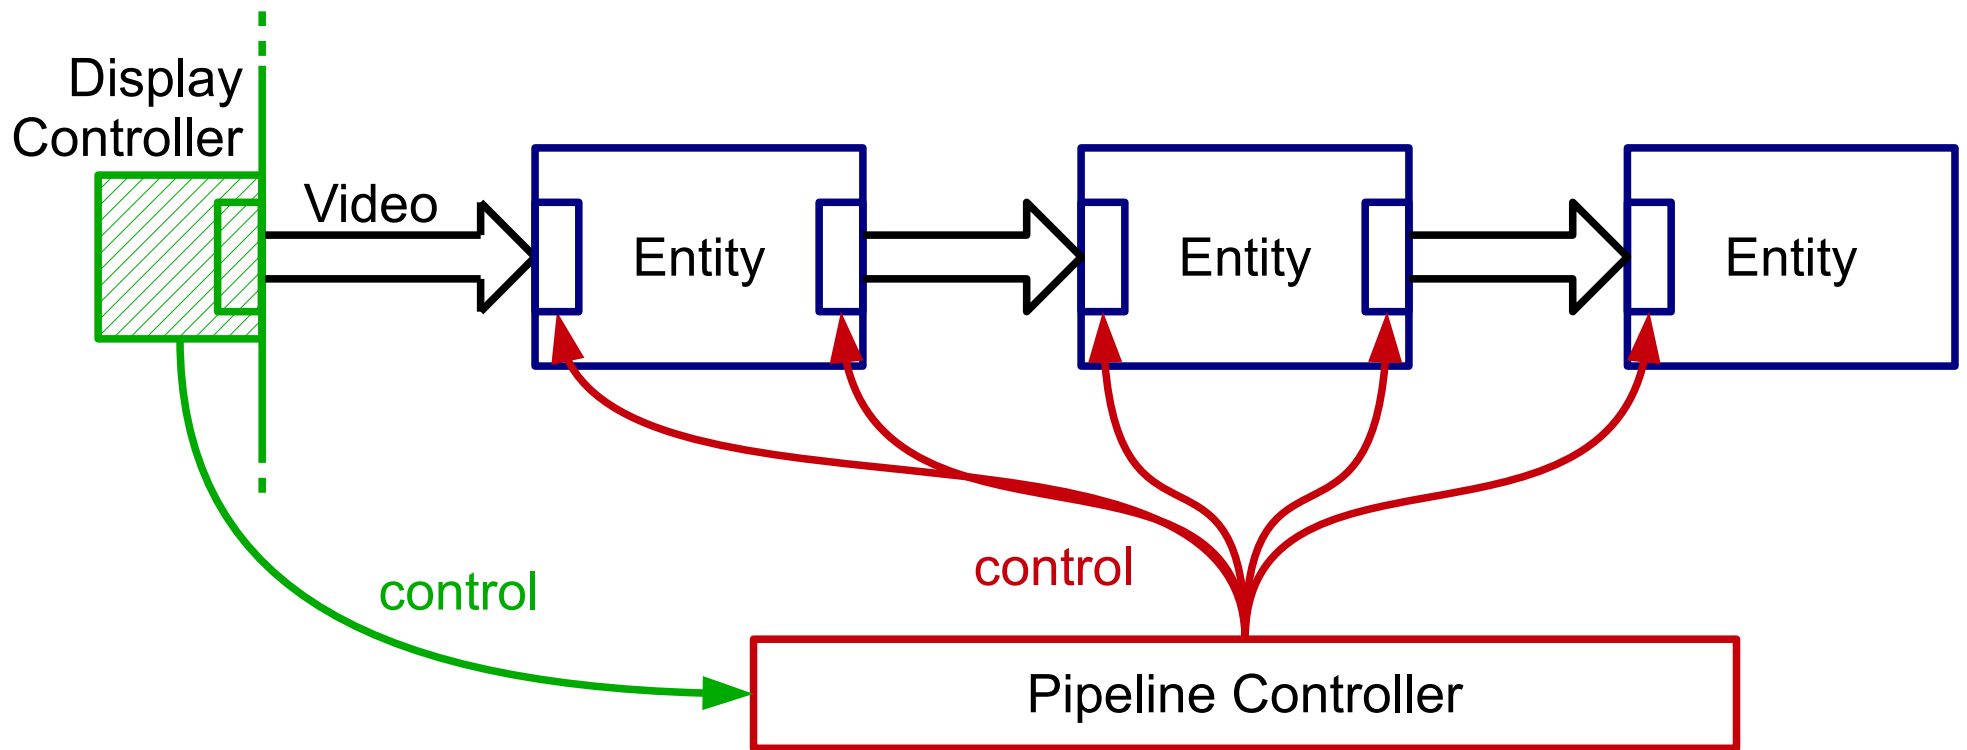 Display
Controller
Video
Entity
Entity
Entity
control
control
Pipeline Controller